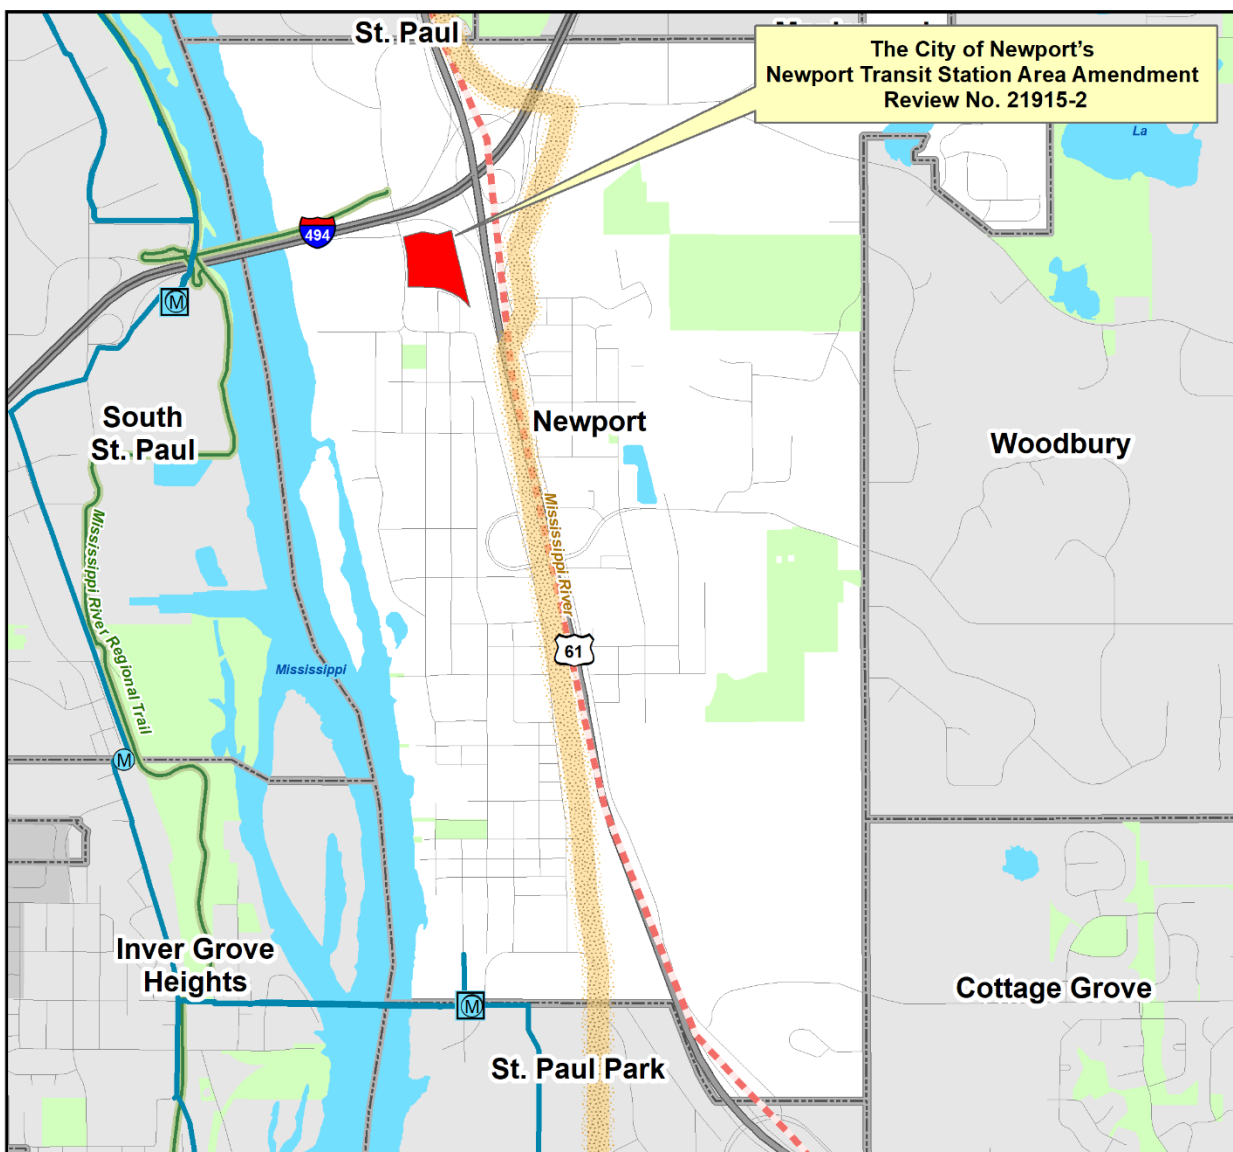 St. Paul
The City of Newport's
Newport Transit Station Area Amendment
Review No. 21915-2
La
494
M
South
St. Paul
Newport
Woodbury
Mississippi River
Mississippi River Regional Trail
61
Mississippi
M
Inver Grove
Heights
Cottage Grove
M
St. Paul Park